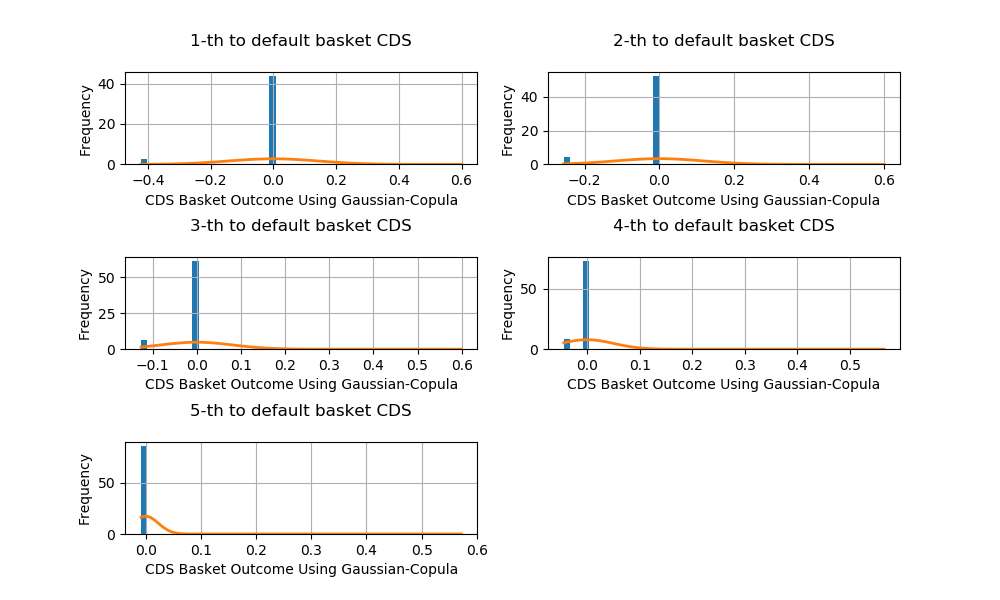 1-th to default basket CDS
Frequency
40
20
0
−0.4 −0.2 0.0 0.2 0.4 0.6
CDS Basket Outcome Using Gaussian-Copula
2-th to default basket CDS
Frequency
40
20
0
−0.2 0.0 0.2 0.4 0.6
CDS Basket Outcome Using Gaussian-Copula
3-th to default basket CDS
Frequency
50
25
0
−0.1 0.0 0.1 0.2 0.3 0.4 0.5 0.6
CDS Basket Outcome Using Gaussian-Copula
4-th to default basket CDS
Frequency
50
0
0.0 0.1 0.2 0.3 0.4 0.5
CDS Basket Outcome Using Gaussian-Copula
5-th to default basket CDS
Frequency
50
0
0.0 0.1 0.2 0.3 0.4 0.5 0.6
CDS Basket Outcome Using Gaussian-Copula